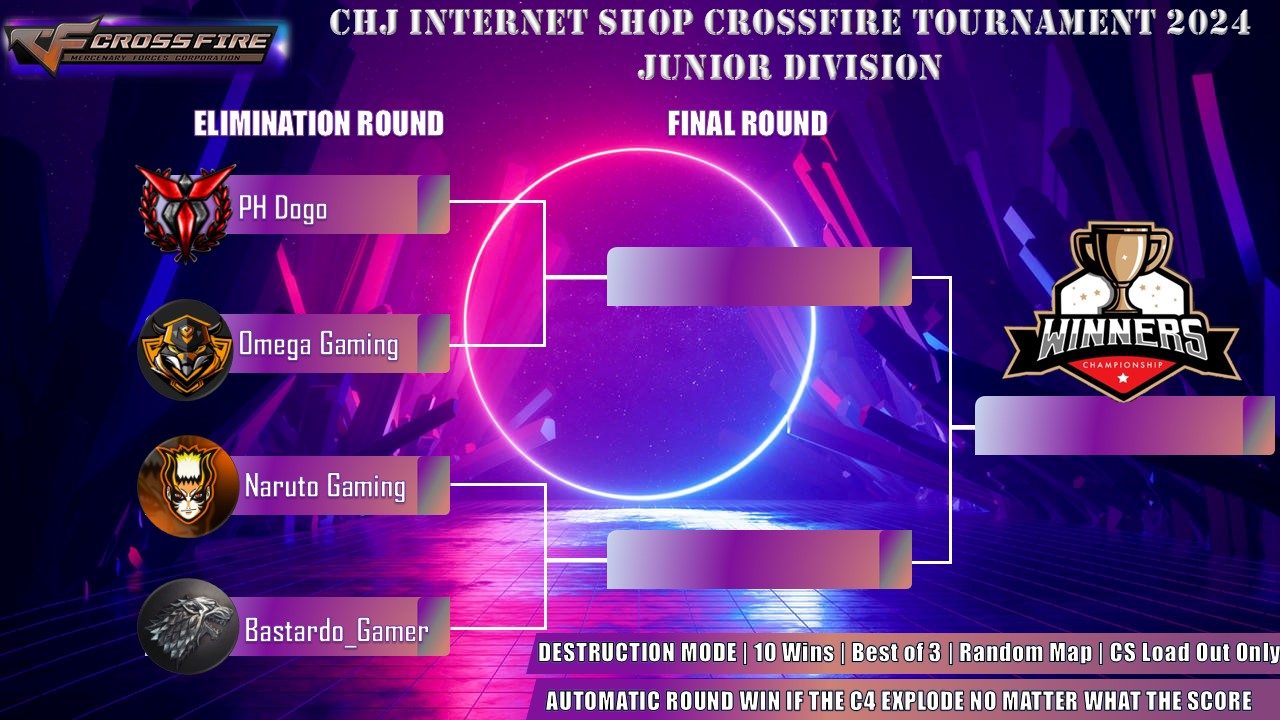 CROSSFIRE
MERCENARY FORCES CORPORATION
CHJ INTERNET SHOP CROSSFIRE TOURNAMENT 2024
JUNIOR DIVISION
ELIMINATION ROUND
FINAL ROUND
PH Dogo
Omega Gaming
Naruto Gaming
Bastardo_Gamer
WINNERS
CHAMPIONSHIP
DESTRUCTION MODE | 10 Wins | Best of 3 | Random Map | CS Load Out Only
AUTOMATIC ROUND WIN IF THE C4 EXPLODE NO MATTER WHAT THE SCORE